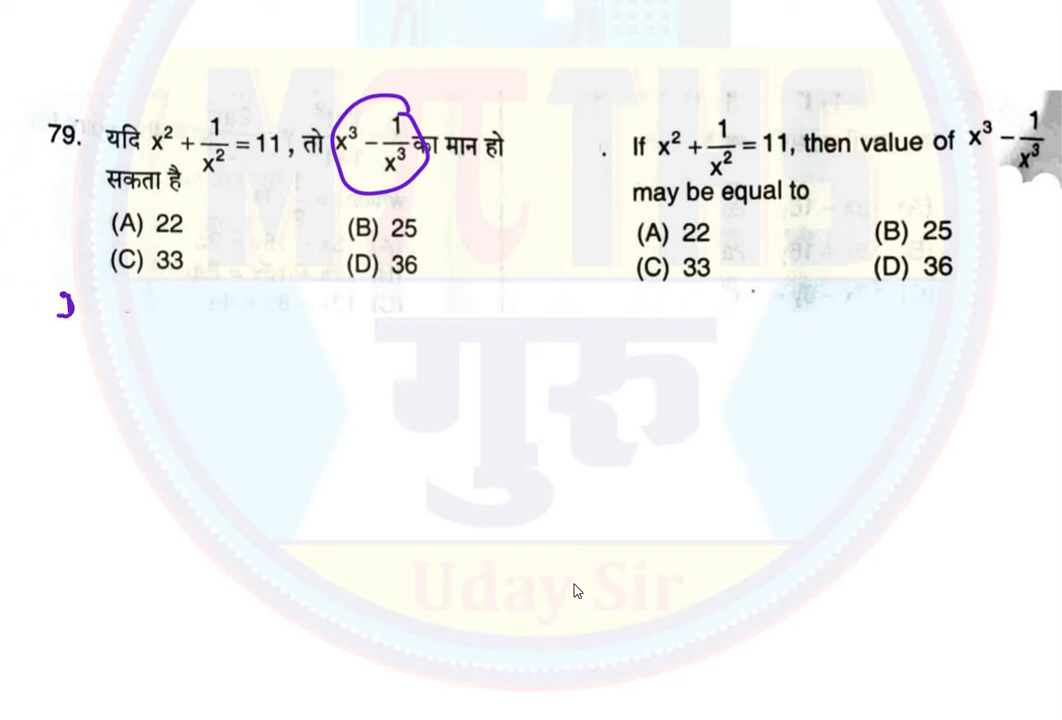 79. यदि x² + 1/x² = 11, तो x³ − 1/x³ का मान हो
सकता है
(A) 22 (B) 25
(C) 33 (D) 36
. If x² + 1/x² = 11, then value of x³ − 1/x³
may be equal to
(A) 22 (B) 25
(C) 33 (D) 36
MπTHS
गुरु
Uday Sir